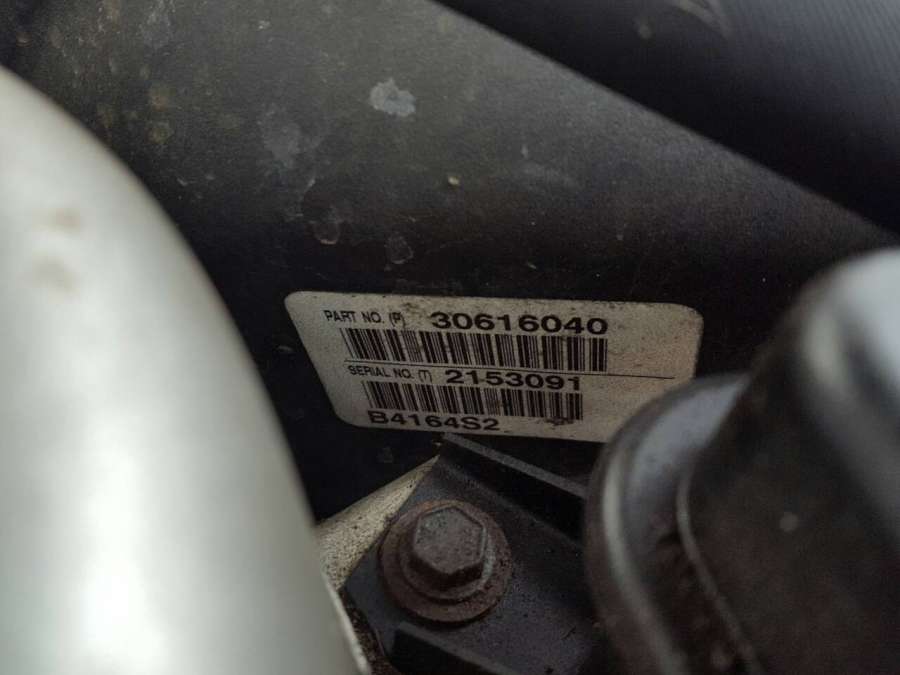 PART NO. (P) 30616040
SERIAL NO. (T) 2153091
B4164S2